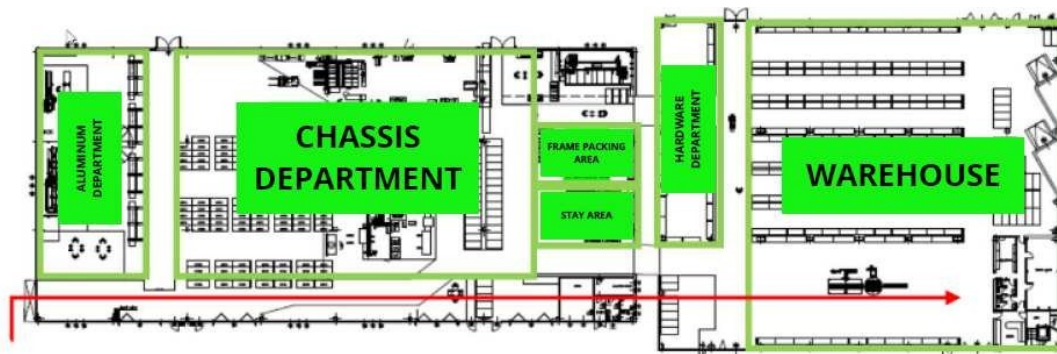 ALUMINUM
DEPARTMENT
CHASSIS
DEPARTMENT
FRAME PACKING
AREA
STAY AREA
HARDWARE
DEPARTMENT
WAREHOUSE